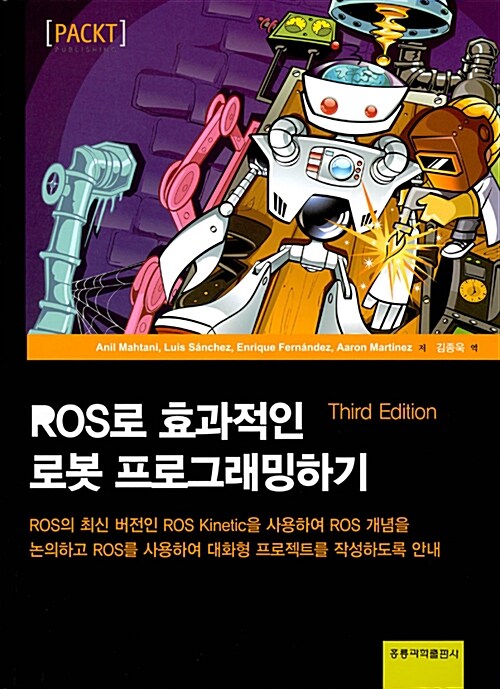 [PACKT]
PUBLISHING
Anil Mahtani, Luis Sánchez, Enrique Fernández, Aaron Martinez 저 김종욱 역
ROS로 효과적인 Third Edition
로봇 프로그래밍하기
ROS의 최신 버전인 ROS Kinetic을 사용하여 ROS 개념을
논의하고 ROS를 사용하여 대화형 프로젝트를 작성하도록 안내
홍릉과학출판사